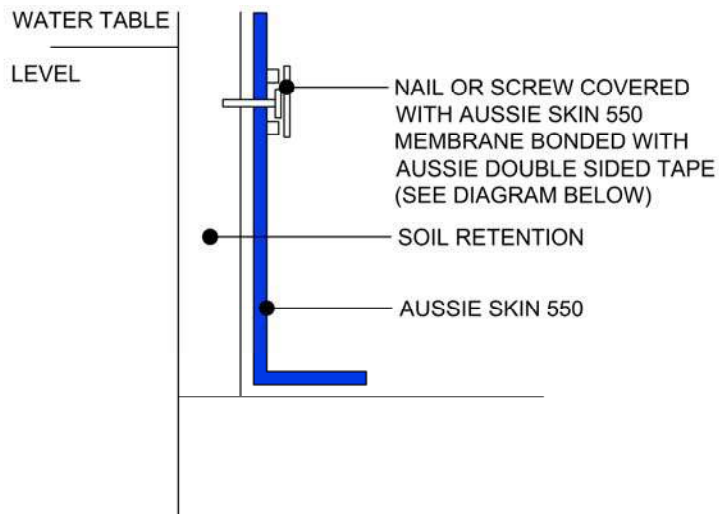 WATER TABLE
LEVEL
NAIL OR SCREW COVERED
WITH AUSSIE SKIN 550
MEMBRANE BONDED WITH
AUSSIE DOUBLE SIDED TAPE
(SEE DIAGRAM BELOW)
SOIL RETENTION
AUSSIE SKIN 550